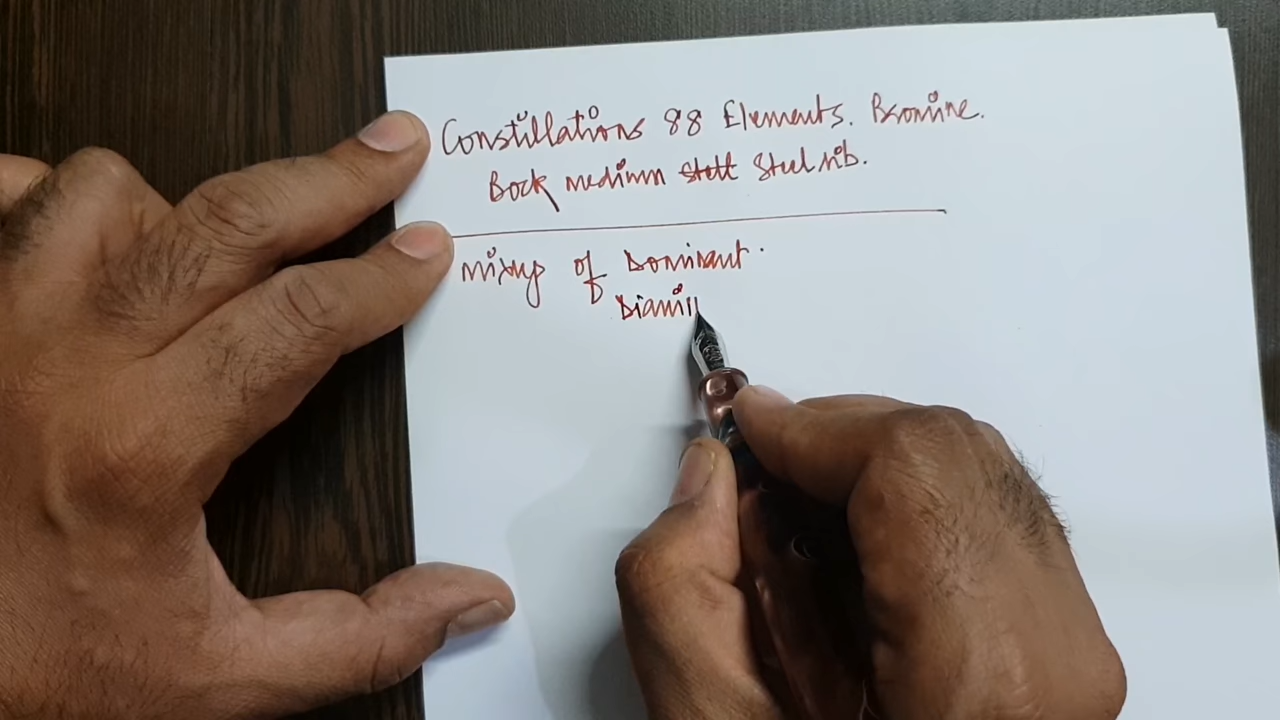 Constillations 88 Elements. Bromine.
Bock medium stett Steel nib.
Mixup of Dominant.
Diamin